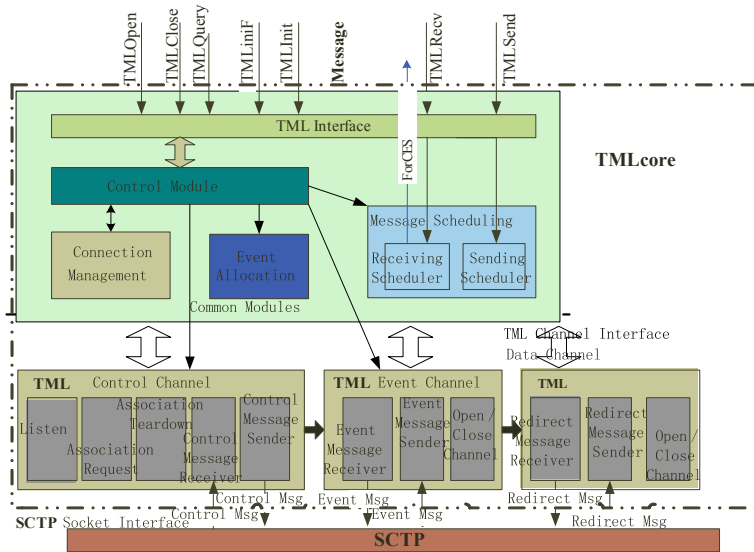 TMLOpen
TMLClose
TMLQuery
TMLiniF
TMLInit
Message
TMLRecv
TMLSend
TML Interface
TMLcore
ForCES
Control Module
Message Scheduling
Connection
Management
Event
Allocation
Receiving
Scheduler
Sending
Scheduler
Common Modules
TML Channel Interface
Data Channel
TML Control Channel
TML Event Channel
TML
Listen
Association
Request
Association
Teardown
Control
Message
Receiver
Control
Message
Sender
Event
Message
Receiver
Event
Message
Sender
Open/
Close
Channel
Redirect
Message
Receiver
Redirect
Message
Sender
Open/
Close
Channel
Control Msg
Control Msg
Event Msg
Event Msg
Redirect Msg
Redirect Msg
SCTP Socket Interface
SCTP